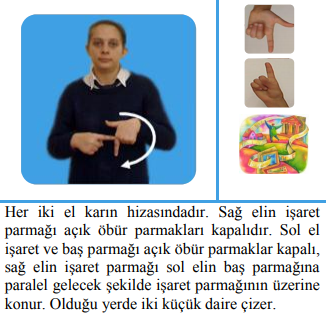 Her iki el karın hizasındadır. Sağ elin işaret
parmağı açık öbür parmakları kapalıdır. Sol el
işaret ve baş parmağı açık öbür parmaklar kapalı,
sağ elin işaret parmağı sol elin baş parmağına
paralel gelecek şekilde işaret parmağının üzerine
konur. Olduğu yerde iki küçük daire çizer.